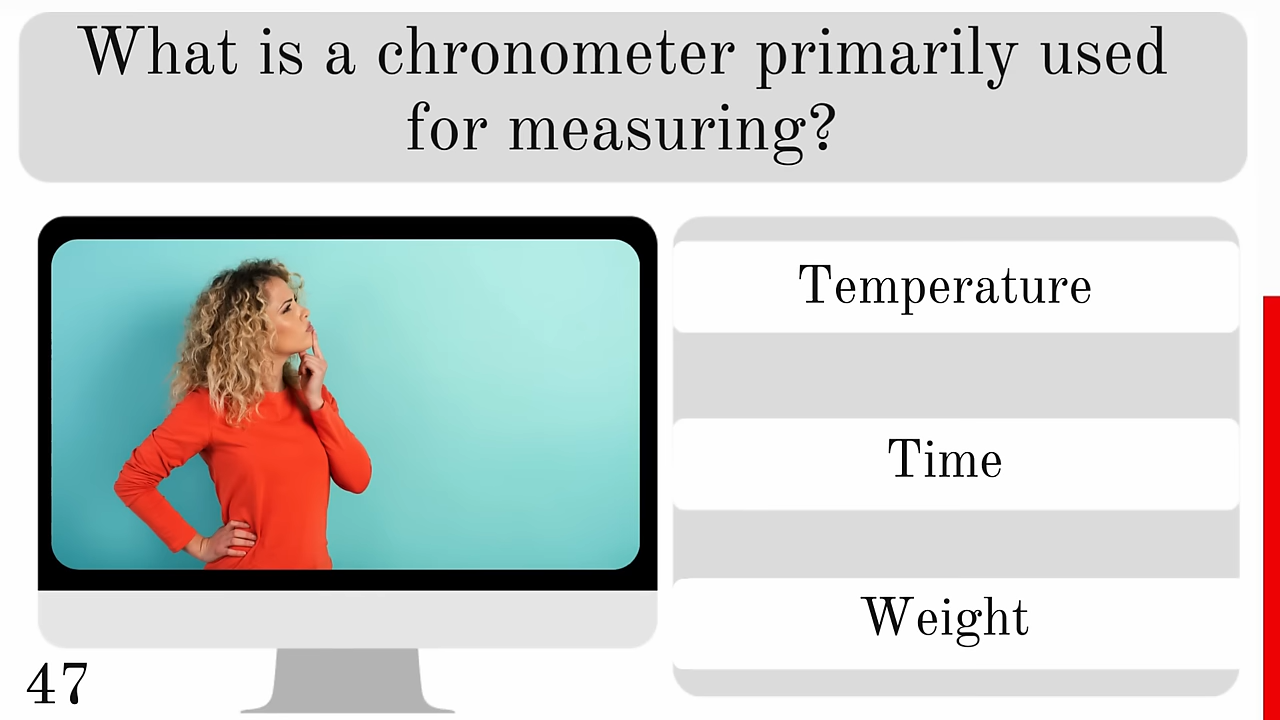 What is a chronometer primarily used
for measuring?
Temperature
Time
Weight
47